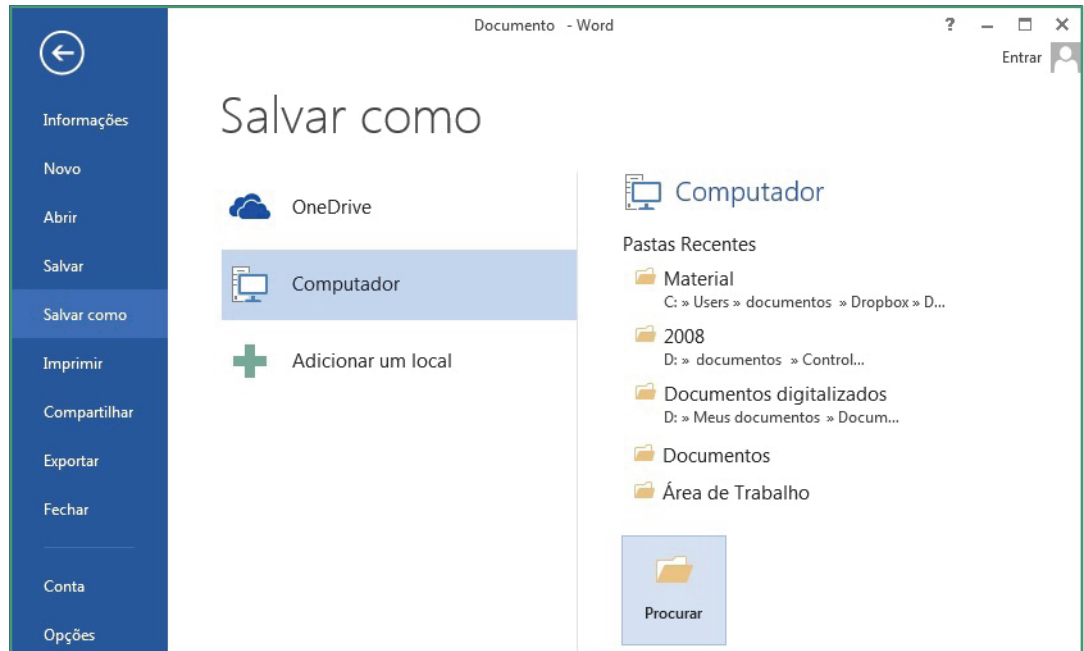 Documento - Word
?
Entrar
Informações
Novo
Abrir
Salvar
Salvar como
Imprimir
Compartilhar
Exportar
Fechar
Conta
Opções
Salvar como
OneDrive
Computador
Adicionar um local
Computador
Pastas Recentes
Material
C: » Users » documentos » Dropbox » D...
2008
D: » documentos » Control...
Documentos digitalizados
D: » Meus documentos » Docum...
Documentos
Área de Trabalho
Procurar